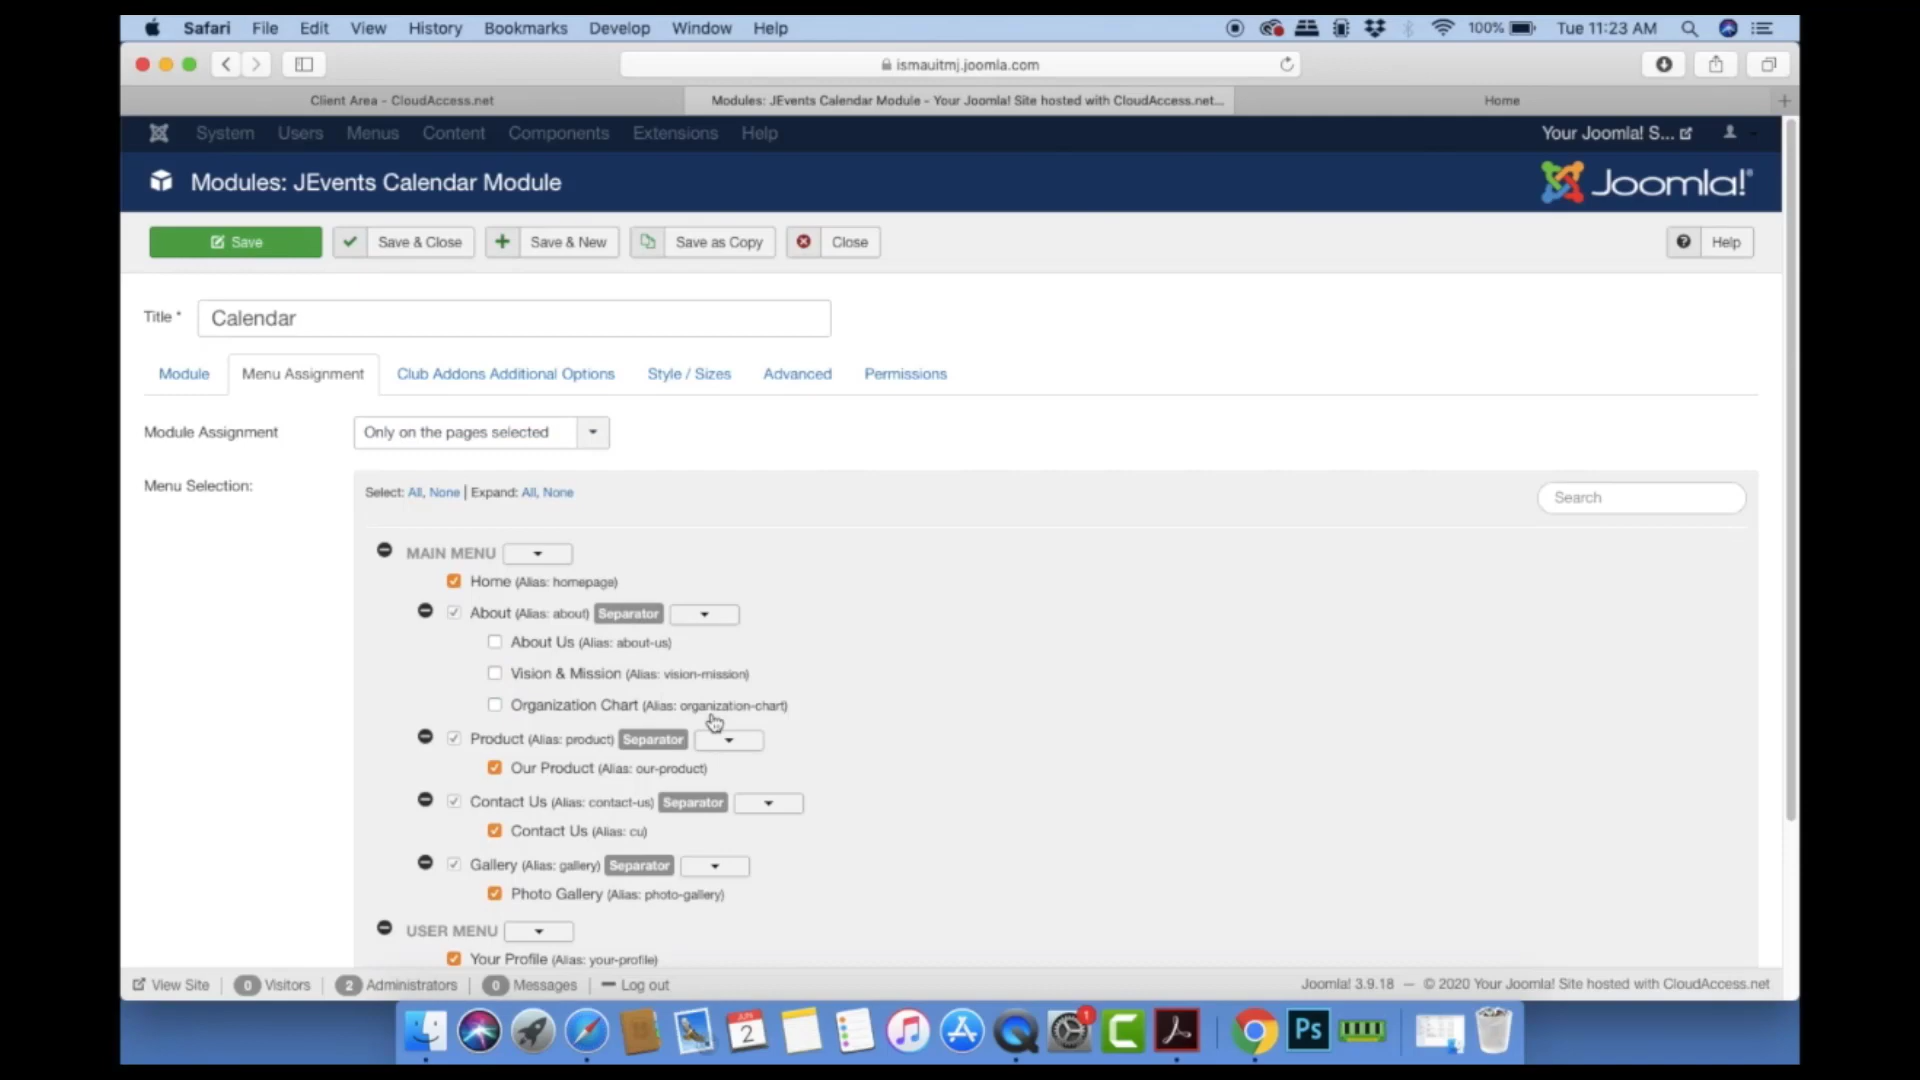 Safari File Edit View History Bookmarks Develop Window Help 100% Tue 11:23 AM
ismauitmj.joomla.com
Client Area - CloudAccess.net Modules: JEvents Calendar Module - Your Joomla! Site hosted with CloudAccess.net... Home
System Users Menus Content Components Extensions Help Your Joomla! S...
Modules: JEvents Calendar Module Joomla!®
Save Save & Close Save & New Save as Copy Close Help
Title * Calendar
Module Menu Assignment Club Addons Additional Options Style / Sizes Advanced Permissions
Module Assignment Only on the pages selected
Menu Selection: Select: All, None | Expand: All, None Search
MAIN MENU
Home (Alias: homepage)
About (Alias: about) Separator
About Us (Alias: about-us)
Vision & Mission (Alias: vision-mission)
Organization Chart (Alias: organization-chart)
Product (Alias: product) Separator
Our Product (Alias: our-product)
Contact Us (Alias: contact-us) Separator
Contact Us (Alias: cu)
Gallery (Alias: gallery) Separator
Photo Gallery (Alias: photo-gallery)
USER MENU
Your Profile (Alias: your-profile)
View Site 0 Visitors 2 Administrators 0 Messages Log out Joomla! 3.9.18 — © 2020 Your Joomla! Site hosted with CloudAccess.net
JUN 2 1 Ps